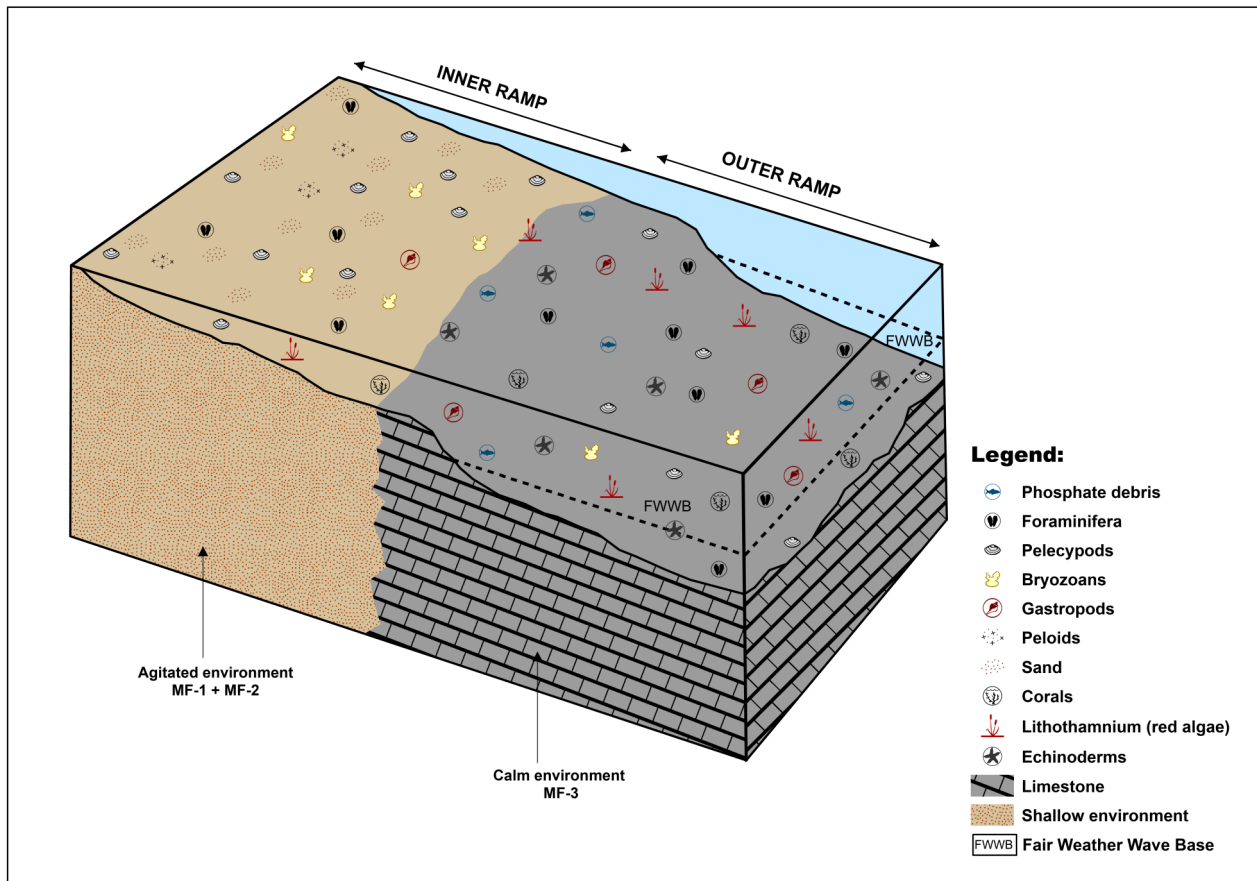 INNER RAMP
OUTER RAMP
FWWB
FWWB
Agitated environment
MF-1 + MF-2
Calm environment
MF-3
Legend:
Phosphate debris
Foraminifera
Pelecypods
Bryozoans
Gastropods
Peloids
Sand
Corals
Lithothamnium (red algae)
Echinoderms
Limestone
Shallow environment
FWWB Fair Weather Wave Base